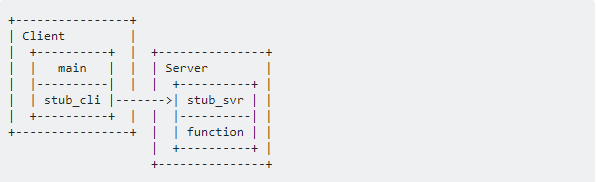 +----------------+
| Client         |
|  +----------+  |  +---------------+
|  |   main   |  |  | Server        |
|  |----------|  |  |  +----------+ |
|  | stub_cli |------->| stub_svr | |
|  +----------+  |  |  |----------| |
+----------------+  |  | function | |
                    |  +----------+ |
                    +---------------+